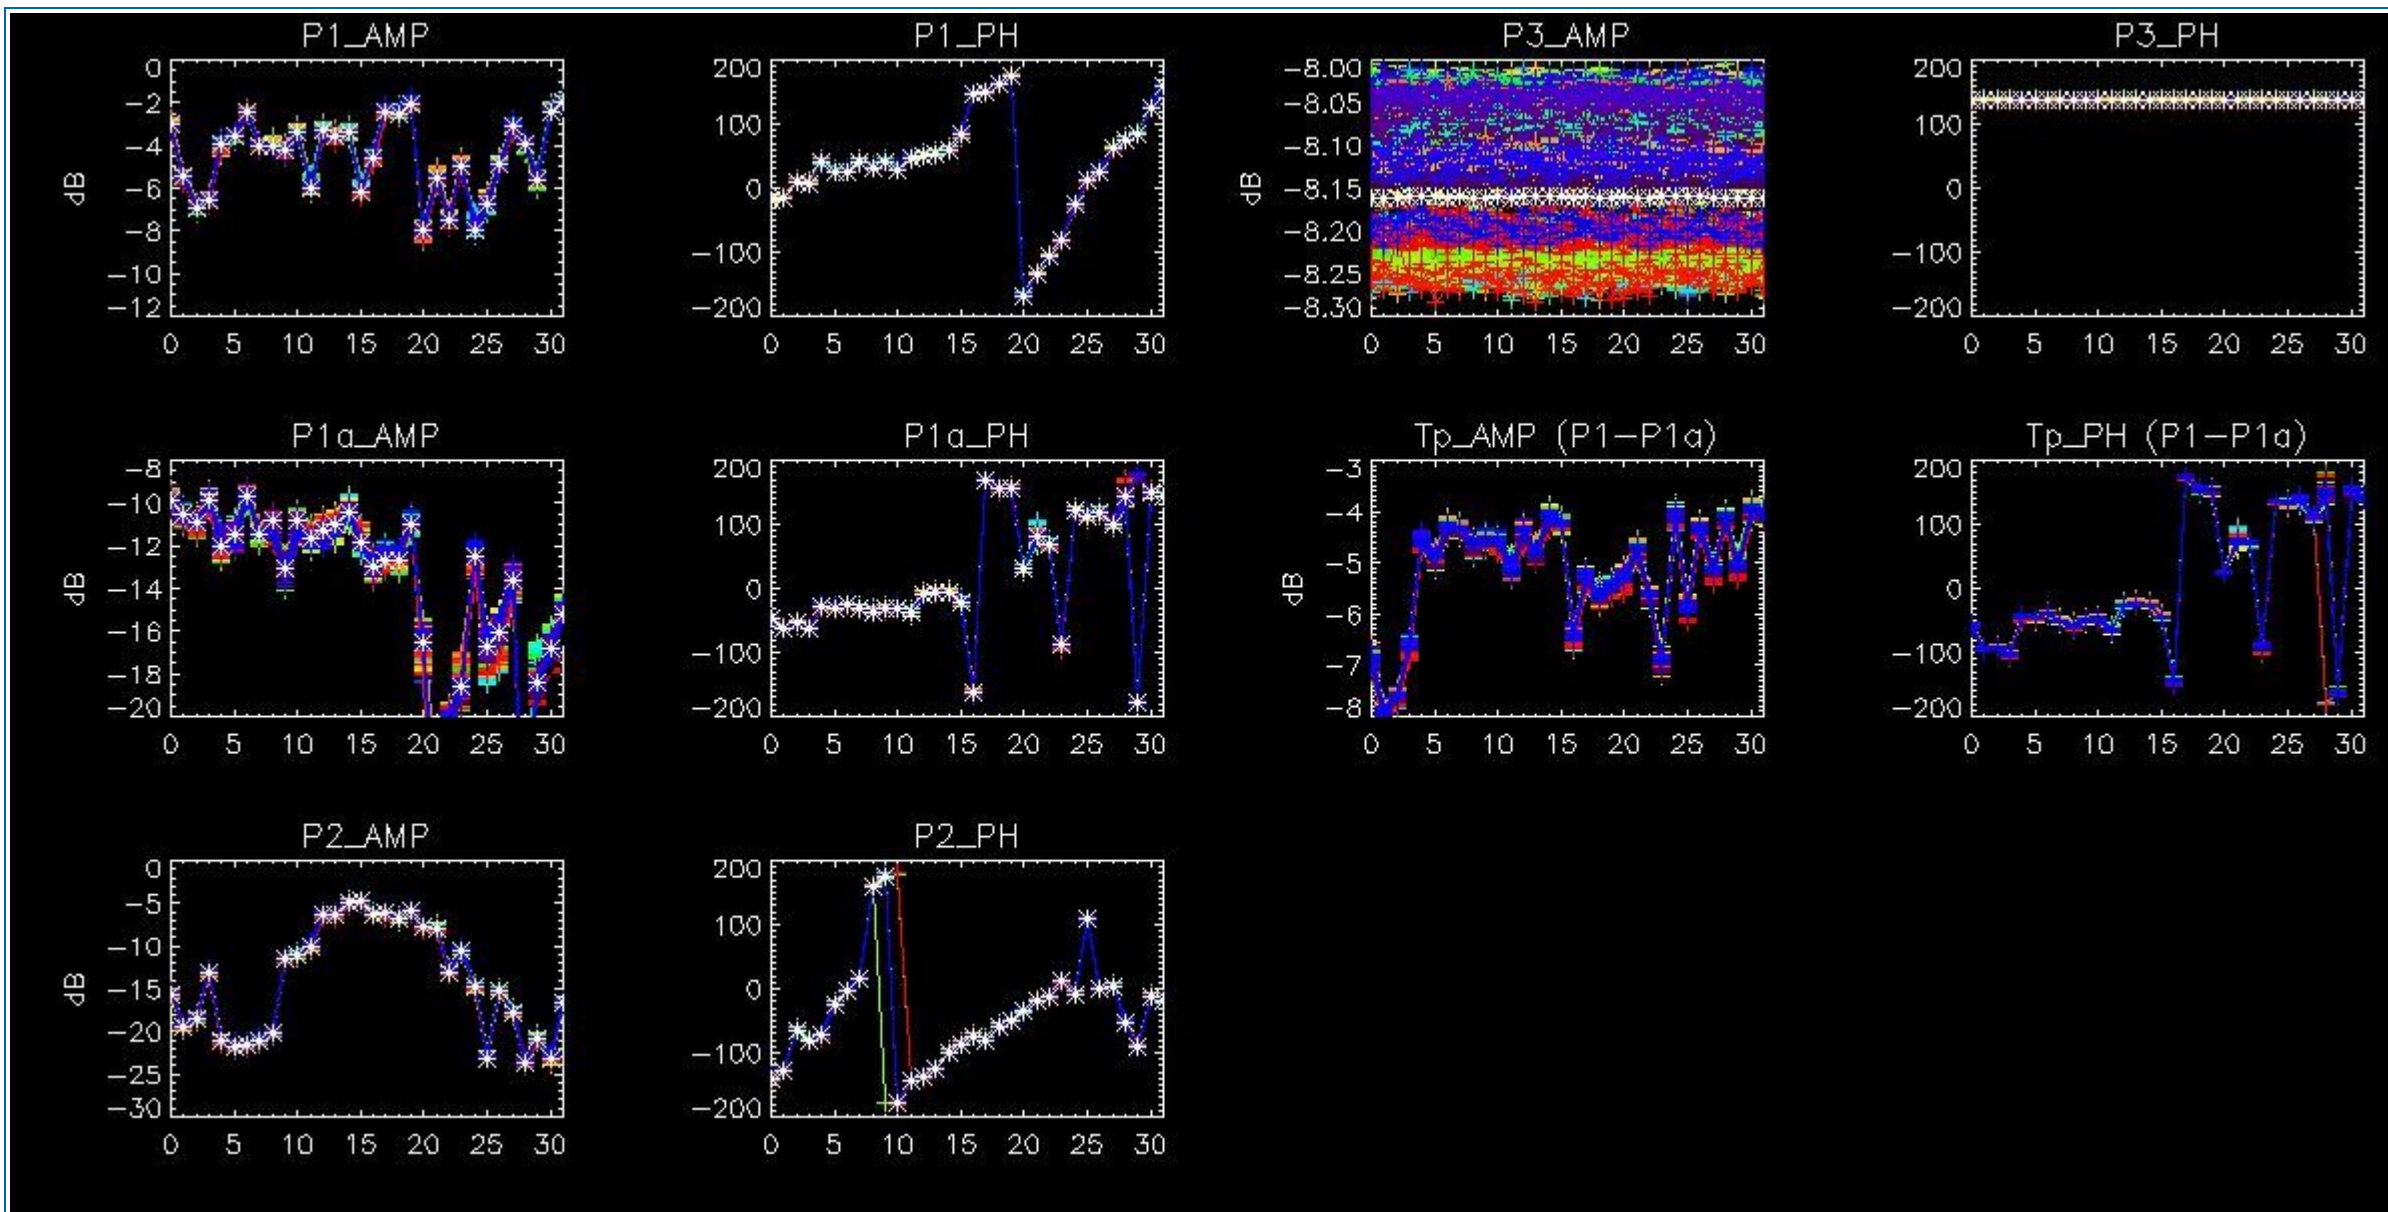 P1_AMP
0
−2
−4
−6
−8
−10
−12
dB
0 5 10 15 20 25 30
P1_PH
200
100
0
−100
−200
0 5 10 15 20 25 30
P3_AMP
−8.00
−8.05
−8.10
−8.15
−8.20
−8.25
−8.30
dB
0 5 10 15 20 25 30
P3_PH
200
100
0
−100
−200
0 5 10 15 20 25 30
P1a_AMP
−8
−10
−12
−14
−16
−18
−20
dB
0 5 10 15 20 25 30
P1a_PH
200
100
0
−100
−200
0 5 10 15 20 25 30
Tp_AMP (P1−P1a)
−3
−4
−5
−6
−7
−8
dB
0 5 10 15 20 25 30
Tp_PH (P1−P1a)
200
100
0
−100
−200
0 5 10 15 20 25 30
P2_AMP
0
−5
−10
−15
−20
−25
−30
dB
0 5 10 15 20 25 30
P2_PH
200
100
0
−100
−200
0 5 10 15 20 25 30